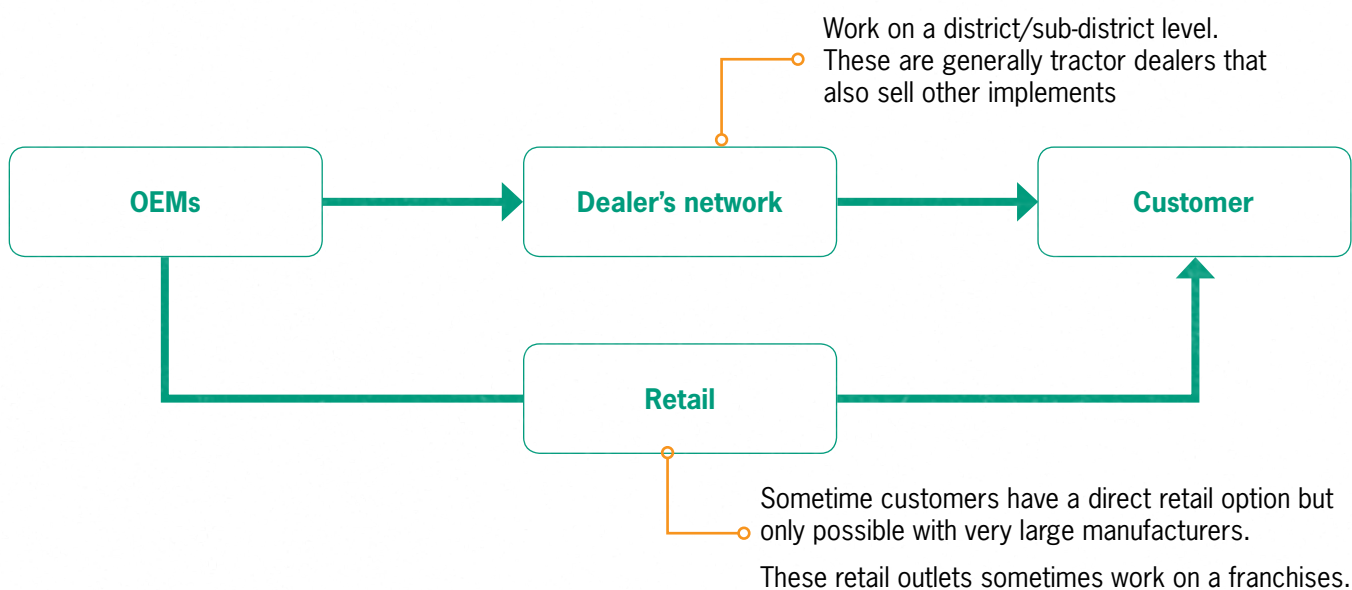 Work on a district/sub-district level.
These are generally tractor dealers that
also sell other implements
OEMs
Dealer's network
Customer
Retail
Sometime customers have a direct retail option but
only possible with very large manufacturers.
These retail outlets sometimes work on a franchises.